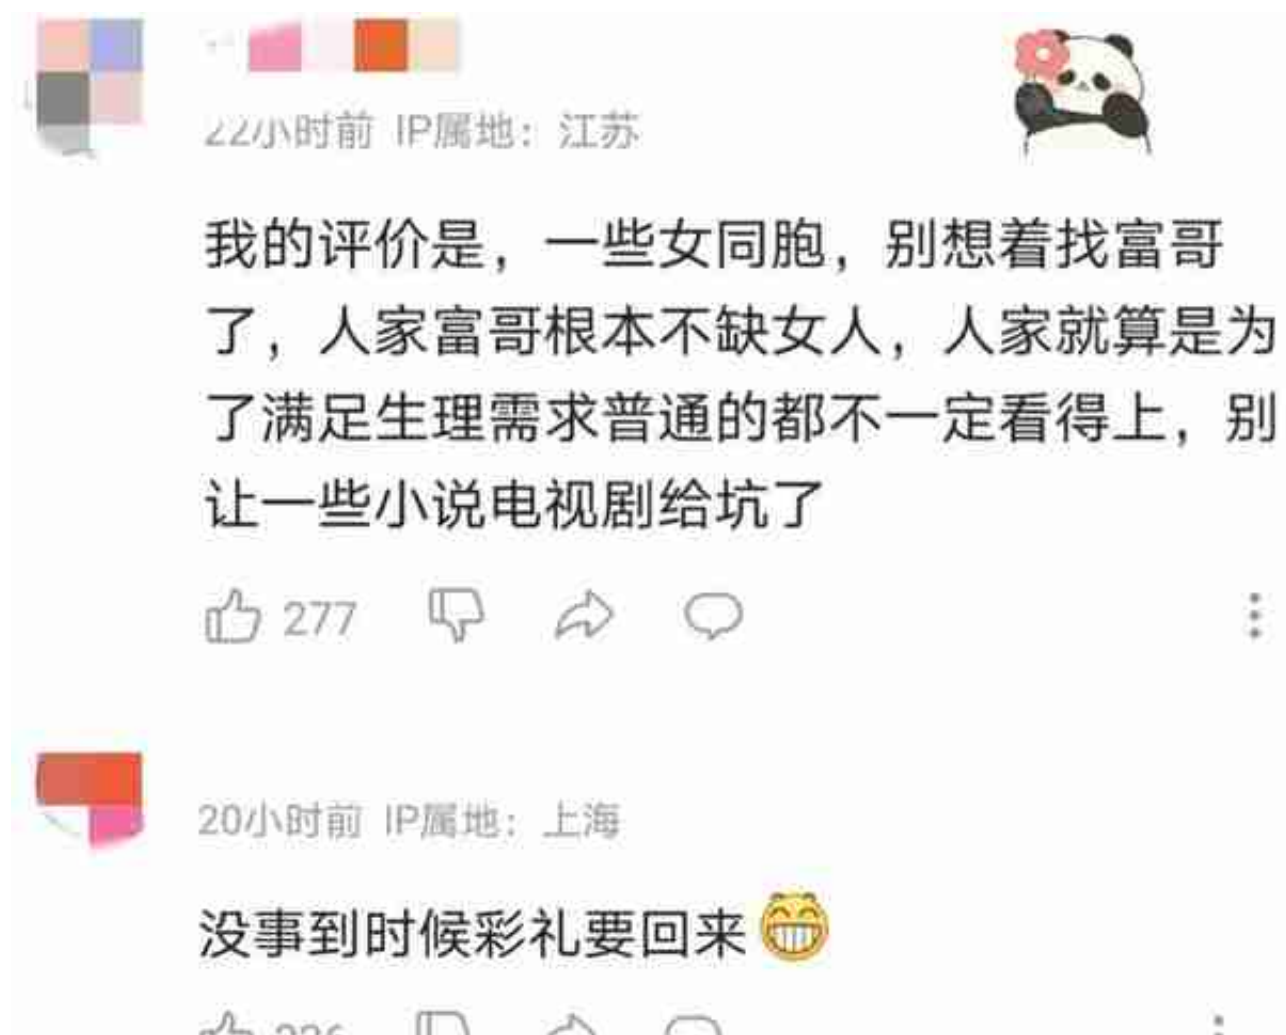 22小时前 IP属地：江苏
我的评价是，一些女同胞，别想着找富哥
了，人家富哥根本不缺女人，人家就算是为
了满足生理需求普通的都不一定看得上，别
让一些小说电视剧给坑了
277
20小时前 IP属地：上海
没事到时候彩礼要回来